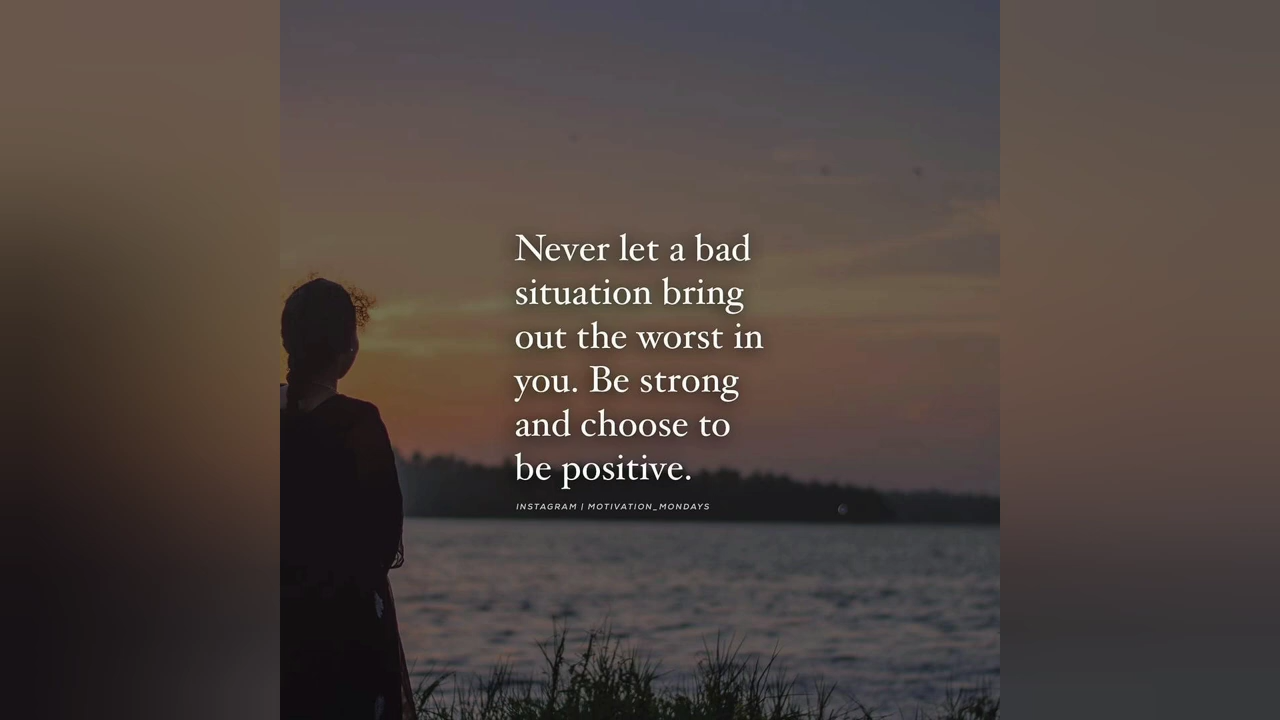 Never let a bad
situation bring
out the worst in
you. Be strong
and choose to
be positive.
INSTAGRAM | MOTIVATION_MONDAYS